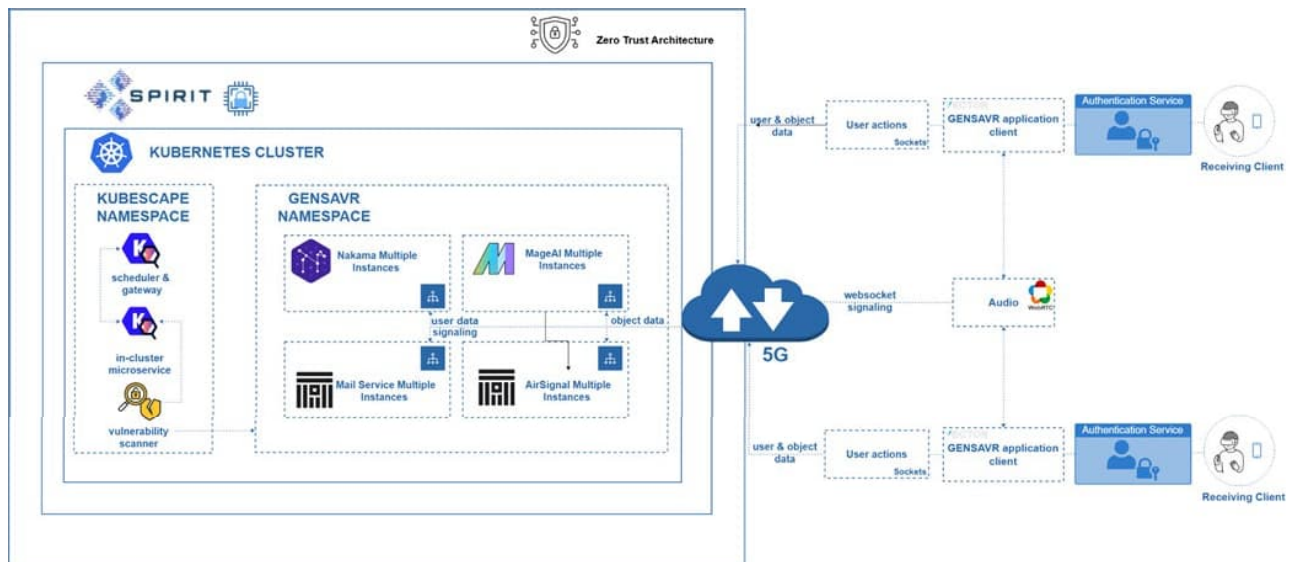 Zero Trust Architecture
SPIRIT
KUBERNETES CLUSTER
KUBESCAPE
NAMESPACE
scheduler &
gateway
in-cluster
microservice
vulnerability
scanner
GENSAVR
NAMESPACE
Nakama Multiple
Instances
MageAI Multiple
Instances
user data
signaling
object data
Mail Service Multiple
Instances
AirSignal Multiple
Instances
5G
user & object
data
User actions
Sockets
GENSAVR application
client
Authentication Service
Receiving Client
websocket
signaling
Audio
WebRTC
user & object
data
User actions
Sockets
GENSAVR application
client
Authentication Service
Receiving Client